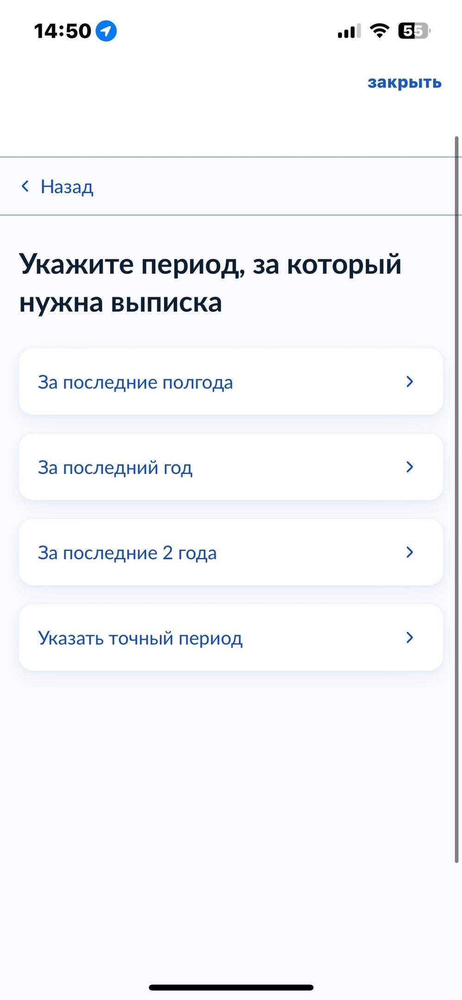 14:50
55
закрыть
Назад
Укажите период, за который
нужна выписка
За последние полгода
За последний год
За последние 2 года
Указать точный период